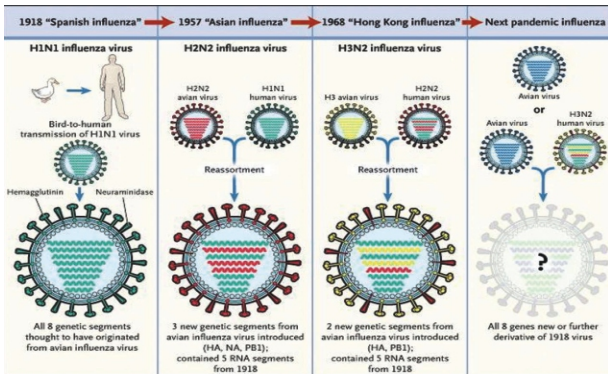 1918 "Spanish influenza"
1957 "Asian influenza"
1968 "Hong Kong influenza"
Next pandemic influenza
H1N1 influenza virus
Bird-to-human
transmission of H1N1 virus
Hemagglutinin
Neuraminidase
All 8 genetic segments
thought to have originated
from avian influenza virus
H2N2 influenza virus
H2N2
avian virus
H1N1
human virus
Reassortment
3 new genetic segments from
avian influenza virus introduced
(HA, NA, PB1);
contained 5 RNA segments
from 1918
H3N2 influenza virus
H3 avian virus
H2N2
human virus
Reassortment
2 new genetic segments from
avian influenza virus introduced
(HA, PB1);
contained 5 RNA segments
from 1918
Avian virus
or
Avian virus
H3N2
human virus
?
All 8 genes new or further
derivative of 1918 virus